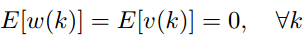 E[w(k)] = E[v(k)] = 0, ∀k